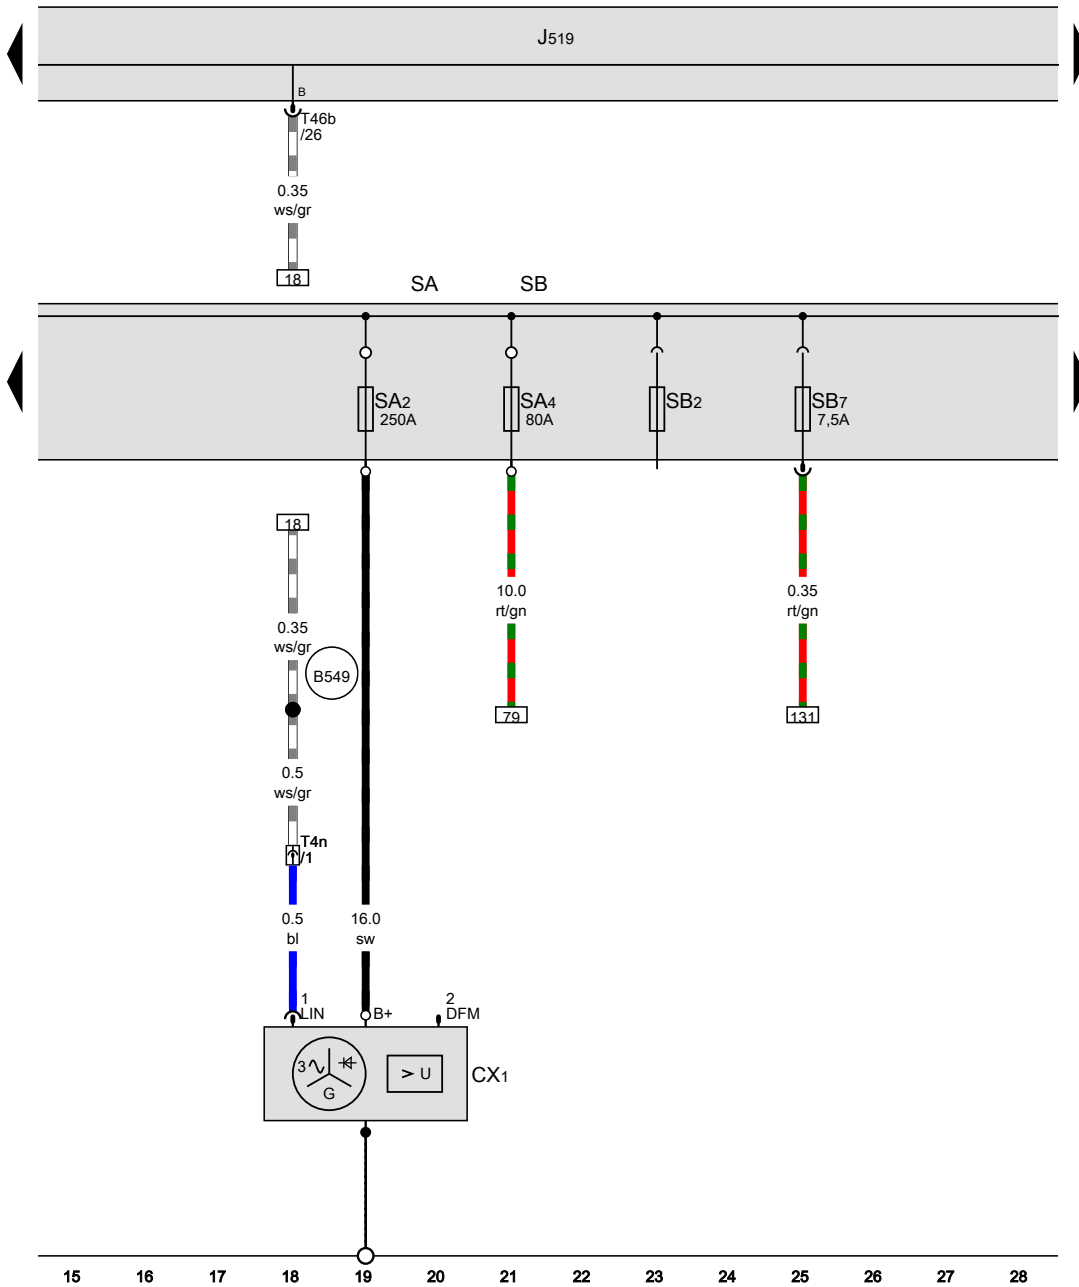 J519
B
T46b
/26
0.35
ws/gr
18
SA SB
SA2
250A
SA4
80A
SB2
SB7
7,5A
18
0.35
ws/gr
B549
10.0
rt/gn
0.35
rt/gn
79
131
0.5
ws/gr
T4n
/1
0.5
bl
16.0
sw
1
LIN
B+
2
DFM
3
G
> U
CX1
15 16 17 18 19 20 21 22 23 24 25 26 27 28